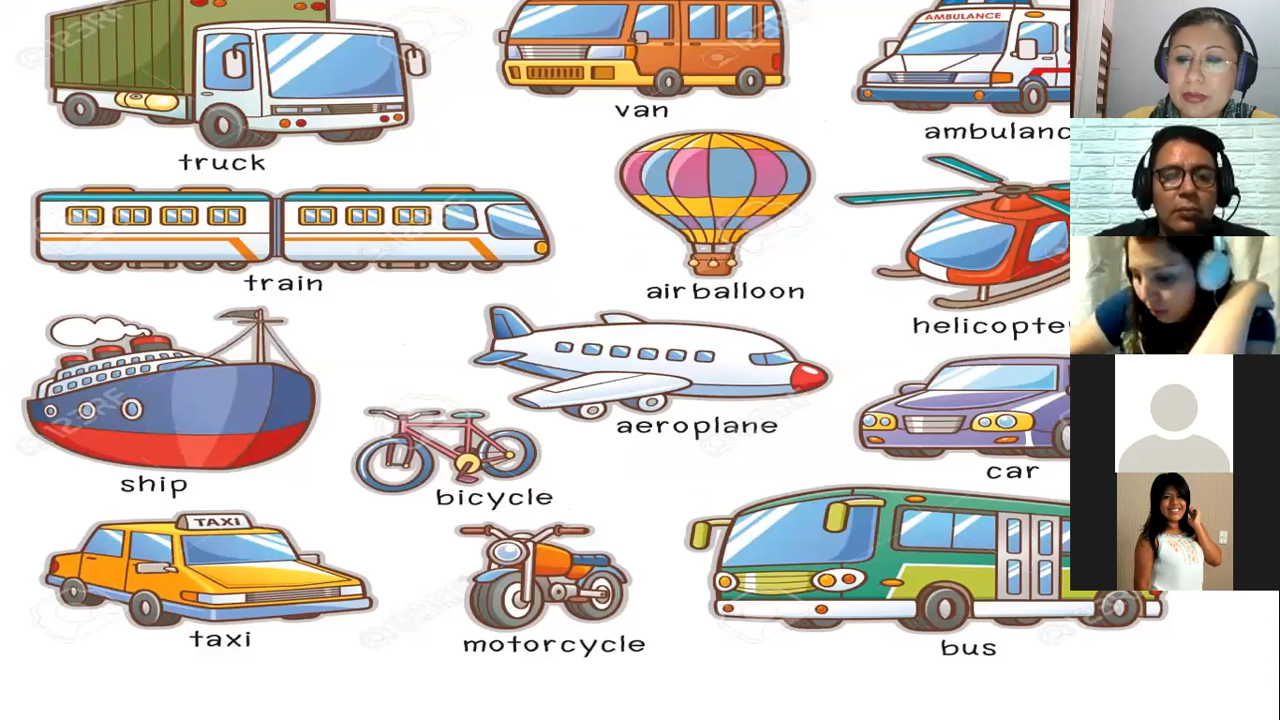 AMBULANCE
van
ambulanc
truck
train
air balloon
helicopte
aeroplane
ship
bicycle
car
TAXI
taxi
motorcycle
bus